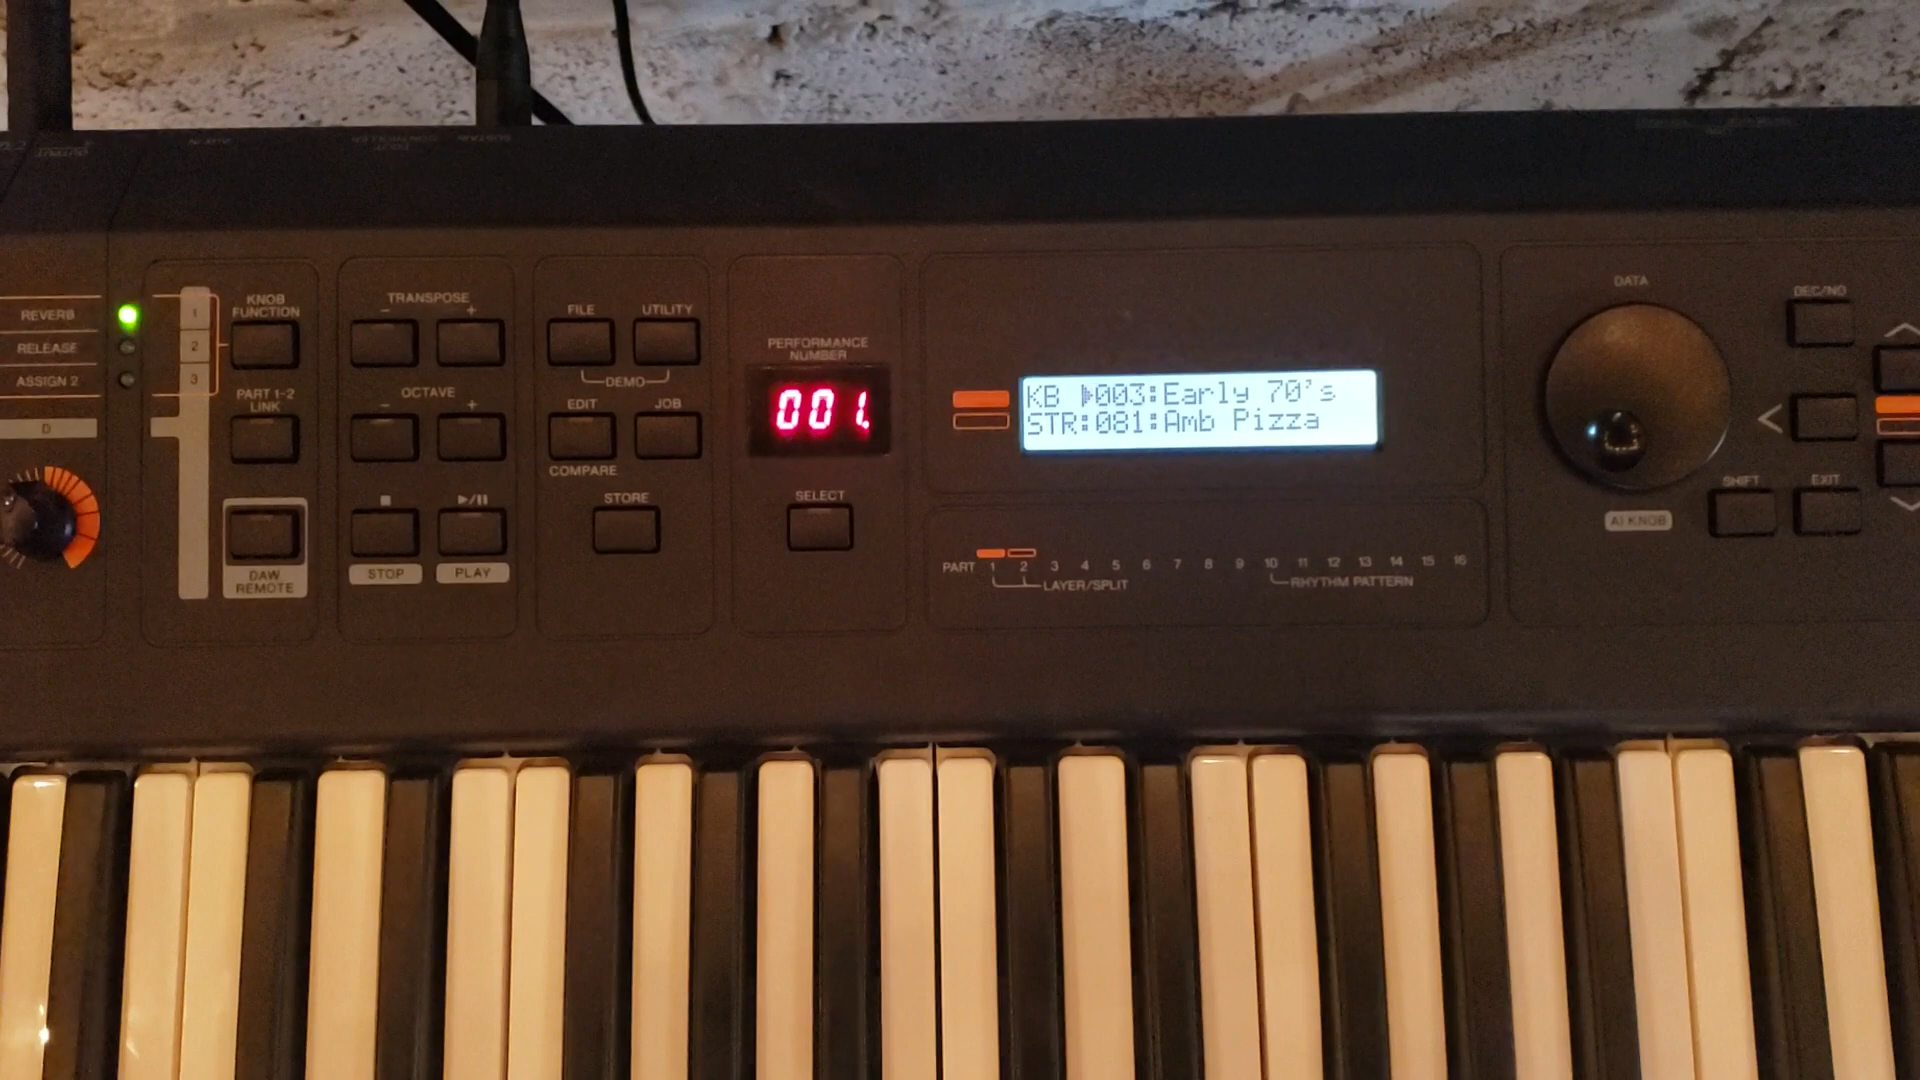 REVERB
RELEASE
ASSIGN 2
D
1
2
3
KNOB
FUNCTION
PART 1-2
LINK
DAW
REMOTE
TRANSPOSE
- +
OCTAVE
- +
STOP
PLAY
FILE
UTILITY
DEMO
EDIT
JOB
COMPARE
STORE
PERFORMANCE
NUMBER
001.
SELECT
KB 003:Early 70's
STR:081:Amb Pizza
PART 1 2 3 4 5 6 7 8 9 10 11 12 13 14 15 16
LAYER/SPLIT
RHYTHM PATTERN
DATA
AI KNOB
DEC/NO
SHIFT
EXIT